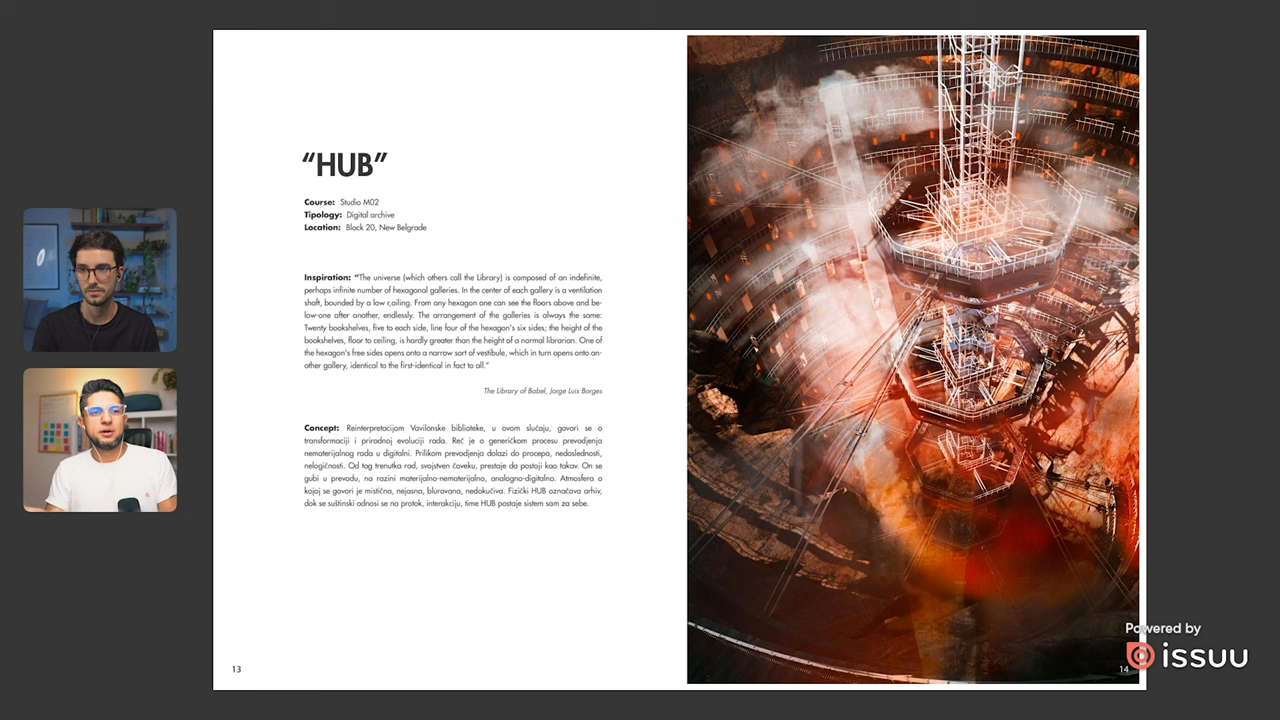 “HUB”
Course: Studio M02
Tipology: Digital archive
Location: Block 20, New Belgrade
Inspiration: “The universe (which others call the Library) is composed of an indefinite,
perhaps infinite number of hexagonal galleries. In the center of each gallery is a ventilation
shaft, bounded by a low r,ailing. From any hexagon one can see the floors above and be-
low-one after another, endlessly. The arrangement of the galleries is always the same:
Twenty bookshelves, five to each side, line four of the hexagon's six sides; the height of the
bookshelves, floor to ceiling, is hardly greater than the height of a normal librarian. One of
the hexagon's free sides opens onto a narrow sort of vestibule, which in turn opens onto an-
other gallery, identical to the first-identical in fact to all.”
The Library of Babel, Jorge Luis Borges
Concept: Reinterpretacijom Vavilonske biblioteke, u ovom slučaju, govori se o
transformaciji i prirodnoj evoluciji rada. Reč je o generičkom procesu prevodjenja
nematerijalnog rada u digitalni. Prilikom prevodjenja dolazi do procepa, nedoslednosti,
nelogičnosti. Od tog trenutka rad, svojstven čoveku, prestaje da postoji kao takav. On se
gubi u prevodu, na razini materijalno-nematerijalno, analogno-digitalno. Atmosfera o
kojoj se govori je mistična, nejasna, blurovana, nedokučiva. Fizički HUB označava arhiv,
dok se suštinski odnosi se na protok, interakciju, time HUB postaje sistem sam za sebe.
13
14
Powered by
issuu